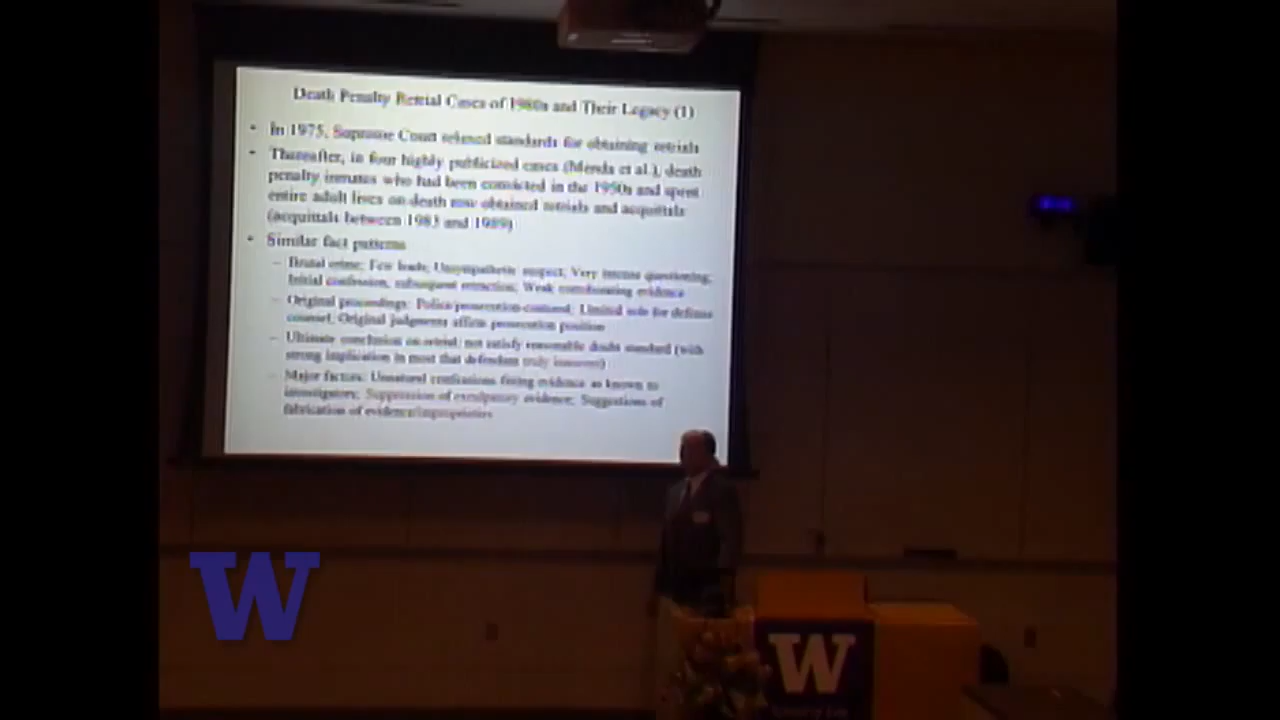 Death Penalty Retrial Cases of 1980s and Their Legacy (1)
• In 1975, Supreme Court relaxed standards for obtaining retrials
• Thereafter, in four highly publicized cases (Menda et al.), death
penalty inmates who had been convicted in the 1950s and spent
entire adult lives on death row obtained retrials and acquittals
(acquittals between 1983 and 1989)
• Similar fact patterns
– Brutal crime; Few leads; Unsympathetic suspect; Very intense questioning;
Initial confession, subsequent retraction; Weak corroborating evidence
– Original proceedings: Police/prosecution-centered; Limited role for defense
counsel; Original judgments affirm prosecution position
– Ultimate conclusion on retrial: not satisfy reasonable doubt standard (with
strong implication in most that defendant truly innocent)
– Major factors: Unnatural confessions fitting evidence as known to
investigators; Suppression of exculpatory evidence; Suggestions of
fabrication of evidence/improprieties
W
W